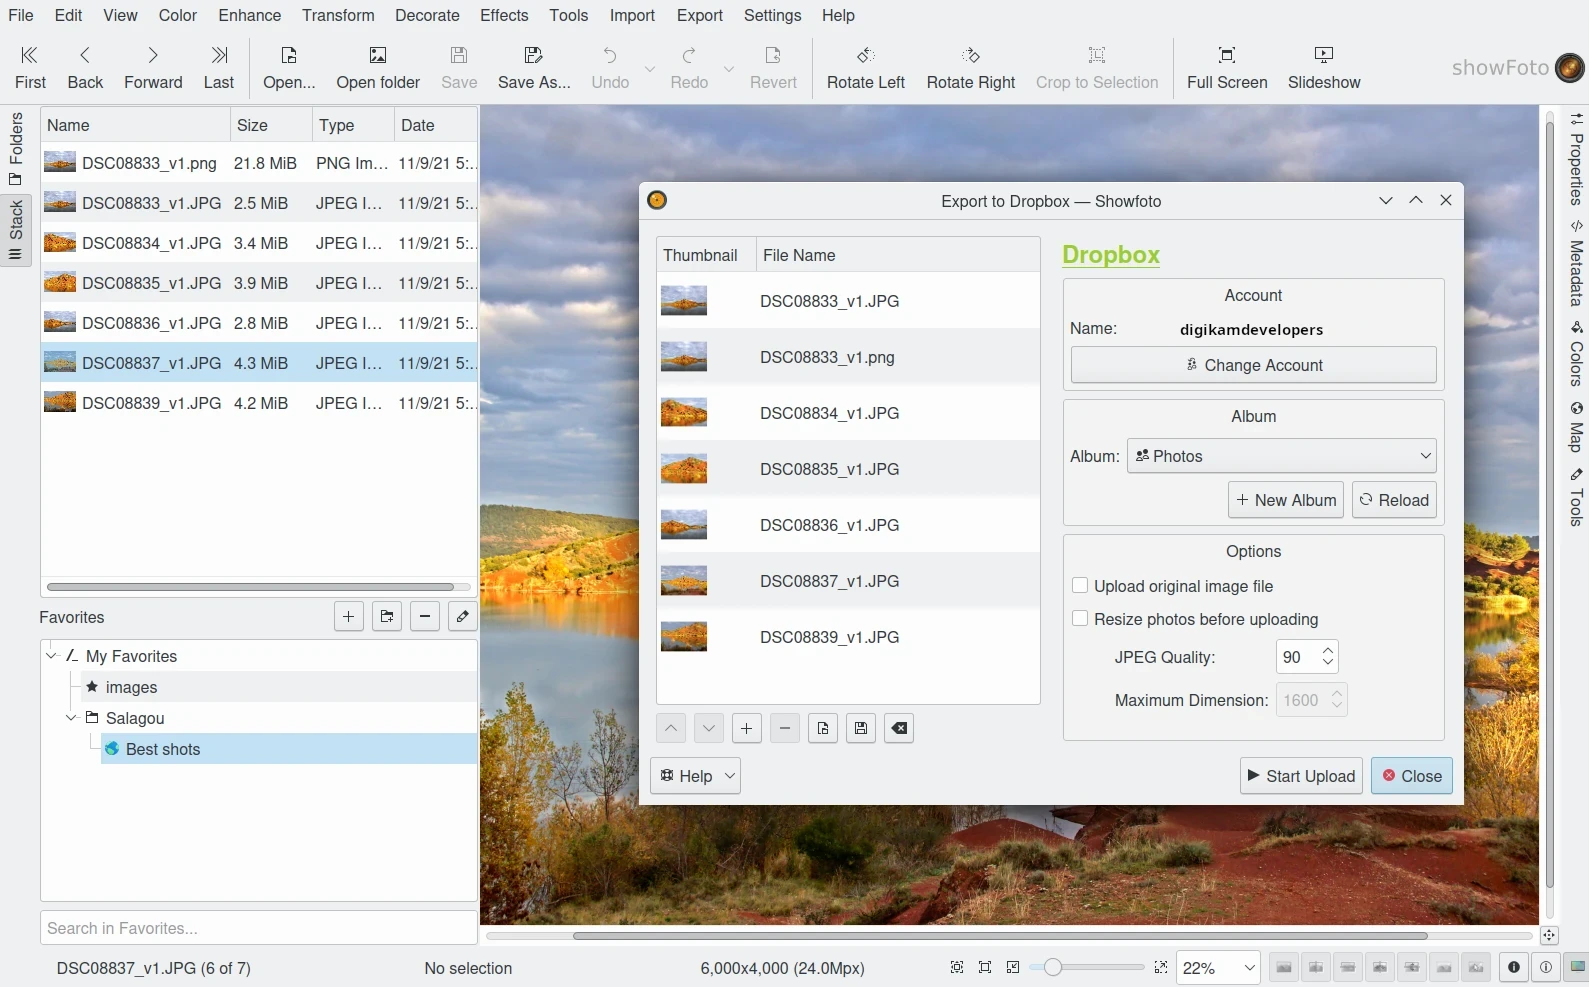 File Edit View Color Enhance Transform Decorate Effects Tools Import Export Settings Help
First Back Forward Last Open... Open folder Save Save As... Undo Redo Revert Rotate Left Rotate Right Crop to Selection Full Screen Slideshow showFoto
Folders
Stack
Name Size Type Date
DSC08833_v1.png 21.8 MiB PNG Im... 11/9/21 5:..
DSC08833_v1.JPG 2.5 MiB JPEG I... 11/9/21 5:..
DSC08834_v1.JPG 3.4 MiB JPEG I... 11/9/21 5:..
DSC08835_v1.JPG 3.9 MiB JPEG I... 11/9/21 5:..
DSC08836_v1.JPG 2.8 MiB JPEG I... 11/9/21 5:..
DSC08837_v1.JPG 4.3 MiB JPEG I... 11/9/21 5:..
DSC08839_v1.JPG 4.2 MiB JPEG I... 11/9/21 5:..
Favorites
My Favorites
images
Salagou
Best shots
Search in Favorites...
Export to Dropbox — Showfoto
Thumbnail File Name
DSC08833_v1.JPG
DSC08833_v1.png
DSC08834_v1.JPG
DSC08835_v1.JPG
DSC08836_v1.JPG
DSC08837_v1.JPG
DSC08839_v1.JPG
Help
Dropbox
Account
Name: digikamdevelopers
Change Account
Album
Album: Photos
New Album Reload
Options
Upload original image file
Resize photos before uploading
JPEG Quality: 90
Maximum Dimension: 1600
Start Upload Close
Properties
Metadata
Colors
Map
Tools
DSC08837_v1.JPG (6 of 7) No selection 6,000x4,000 (24.0Mpx) 22%